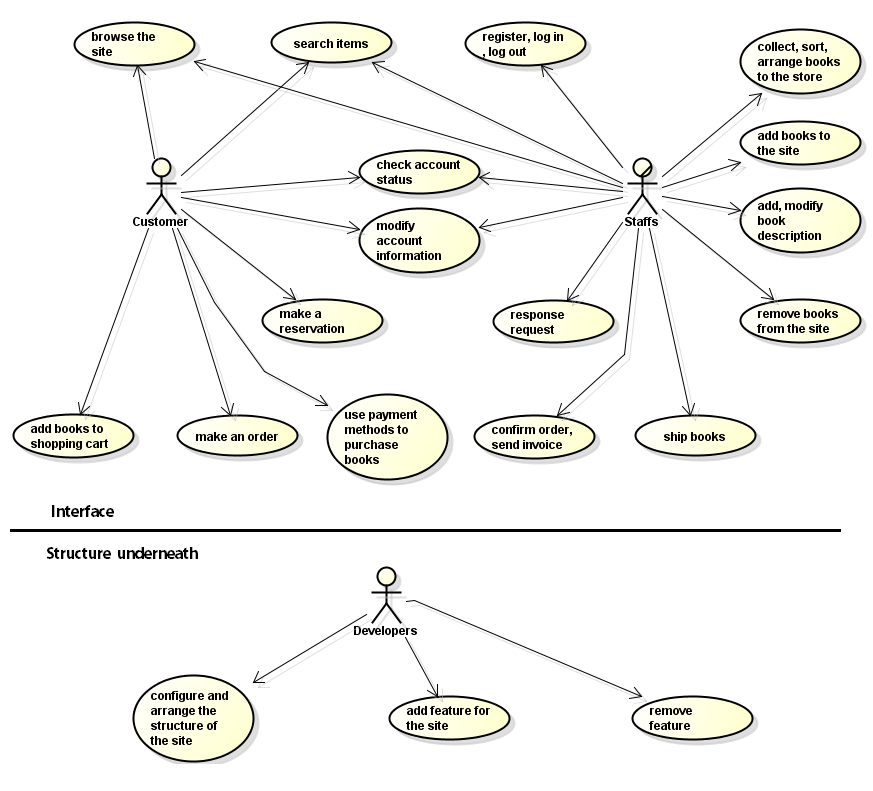 browse the
site
search items
register, log in
, log out
collect, sort,
arrange books
to the store
add books to
the site
check account
status
Customer
Staffs
add, modify
book
description
modify
account
information
make a
reservation
response
request
remove books
from the site
add books to
shopping cart
make an order
use payment
methods to
purchase
books
confirm order,
send invoice
ship books
Interface
Structure underneath
Developers
configure and
arrange the
structure of
the site
add feature for
the site
remove
feature